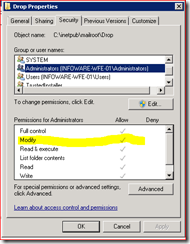 Drop Properties
General Sharing Security Previous Versions Customize
Object name: C:\inetpub\mailroot\Drop
Group or user names:
SYSTEM
Administrators (INFOWARE-WFE-01\Administrators)
Users (INFOWARE-WFE-01\Users)
TrustedInstaller
To change permissions, click Edit.
Edit...
Permissions for Administrators Allow Deny
Full control
Modify
Read & execute
List folder contents
Read
Write
For special permissions or advanced settings, click Advanced.
Advanced
Learn about access control and permissions
OK Cancel Apply